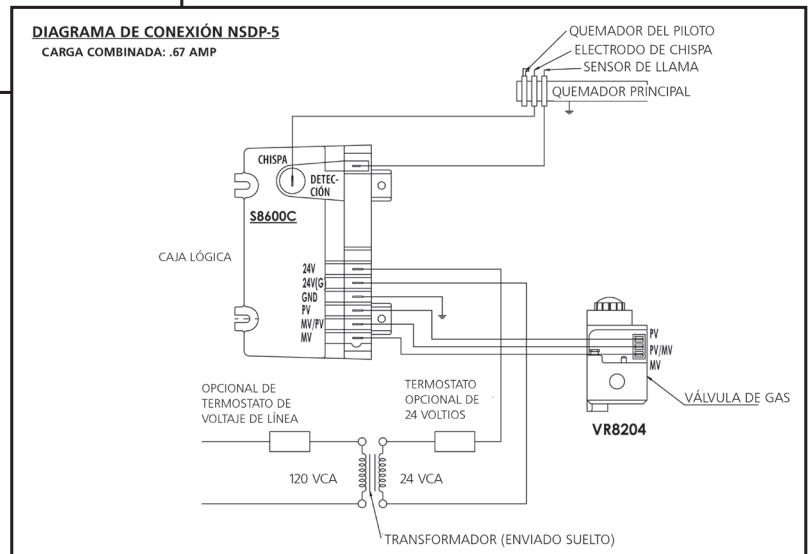 DIAGRAMA DE CONEXIÓN NSDP-5
CARGA COMBINADA: .67 AMP
QUEMADOR DEL PILOTO
ELECTRODO DE CHISPA
SENSOR DE LLAMA
QUEMADOR PRINCIPAL
CHISPA
DETEC-
CIÓN
S8600C
CAJA LÓGICA
24V
24V(G
GND
PV
MV/PV
MV
PV
PV/MV
MV
VÁLVULA DE GAS
VR8204
OPCIONAL DE
TERMOSTATO DE
VOLTAJE DE LÍNEA
TERMOSTATO
OPCIONAL DE
24 VOLTIOS
120 VCA
24 VCA
TRANSFORMADOR (ENVIADO SUELTO)